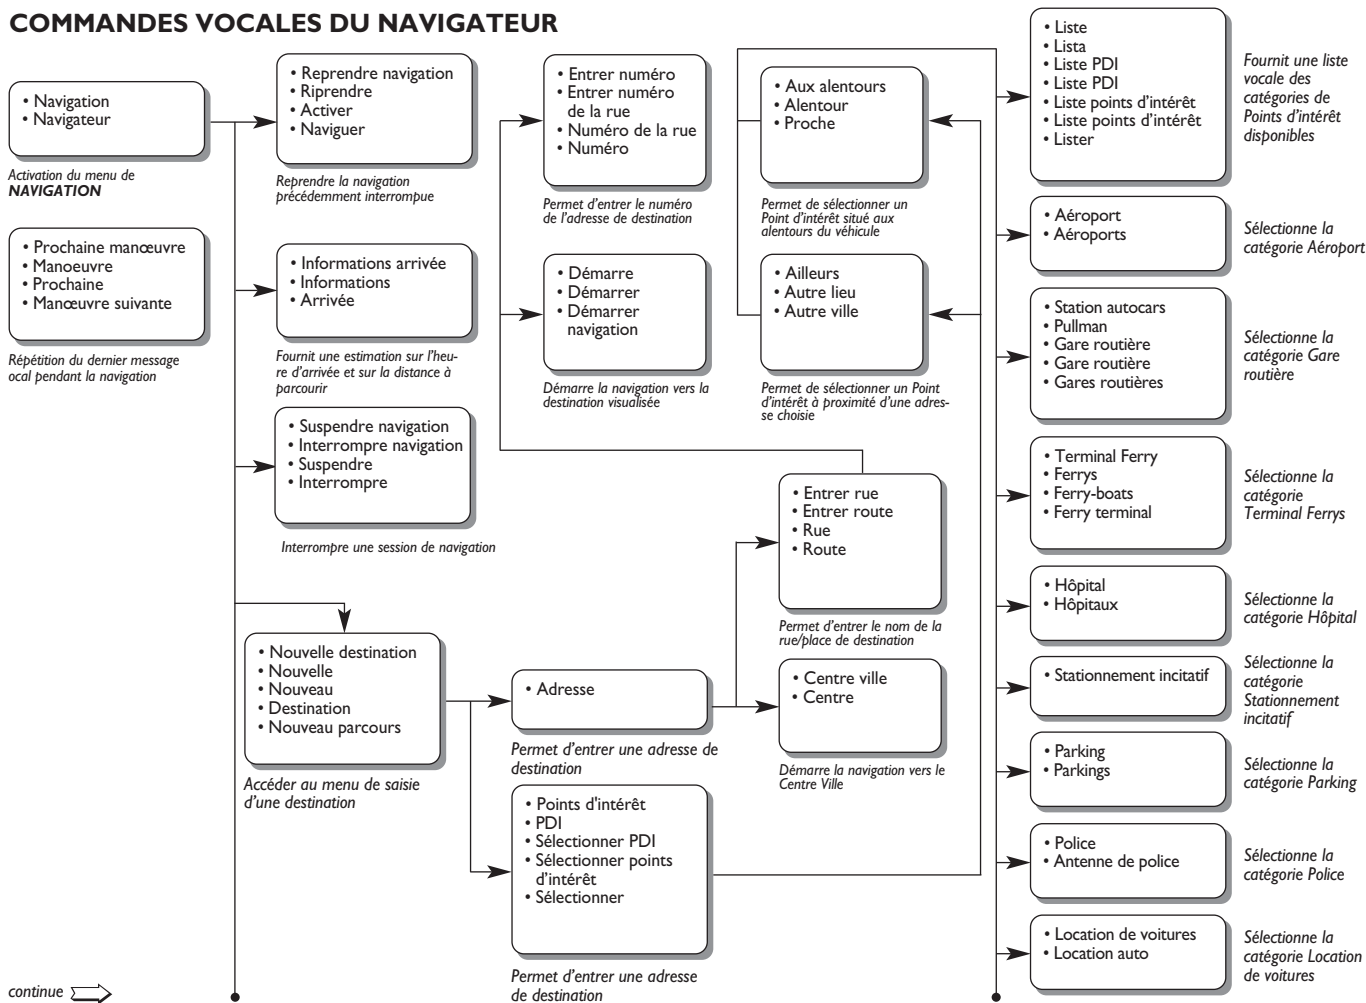 COMMANDES VOCALES DU NAVIGATEUR
• Navigation
• Navigateur
Activation du menu de
NAVIGATION
• Prochaine manœuvre
• Manoeuvre
• Prochaine
• Manœuvre suivante
Répétition du dernier message
ocal pendant la navigation
• Reprendre navigation
• Riprendre
• Activer
• Naviguer
Reprendre la navigation
précédemment interrompue
• Informations arrivée
• Informations
• Arrivée
Fournit une estimation sur l'heu-
re d'arrivée et sur la distance à
parcourir
• Suspendre navigation
• Interrompre navigation
• Suspendre
• Interrompre
Interrompre une session de navigation
• Nouvelle destination
• Nouvelle
• Nouveau
• Destination
• Nouveau parcours
Accéder au menu de saisie
d'une destination
• Entrer numéro
• Entrer numéro
de la rue
• Numéro de la rue
• Numéro
Permet d'entrer le numéro
de l'adresse de destination
• Démarre
• Démarrer
• Démarrer
navigation
Démarre la navigation vers la
destination visualisée
• Adresse
Permet d'entrer une adresse de
destination
• Points d'intérêt
• PDI
• Sélectionner PDI
• Sélectionner points
d'intérêt
• Sélectionner
Permet d'entrer une adresse
de destination
• Aux alentours
• Alentour
• Proche
Permet de sélectionner un
Point d'intérêt situé aux
alentours du véhicule
• Ailleurs
• Autre lieu
• Autre ville
Permet de sélectionner un Point
d'intérêt à proximité d'une adres-
se choisie
• Entrer rue
• Entrer route
• Rue
• Route
Permet d'entrer le nom de la
rue/place de destination
• Centre ville
• Centre
Démarre la navigation vers le
Centre Ville
• Liste
• Lista
• Liste PDI
• Liste PDI
• Liste points d'intérêt
• Liste points d'intérêt
• Lister
Fournit une liste
vocale des
catégories de
Points d'intérêt
disponibles
• Aéroport
• Aéroports
Sélectionne la
catégorie Aéroport
• Station autocars
• Pullman
• Gare routière
• Gare routière
• Gares routières
Sélectionne la
catégorie Gare
routière
• Terminal Ferry
• Ferrys
• Ferry-boats
• Ferry terminal
Sélectionne la
catégorie
Terminal Ferrys
• Hôpital
• Hôpitaux
Sélectionne la
catégorie Hôpital
• Stationnement incitatif
Sélectionne la
catégorie
Stationnement
incitatif
• Parking
• Parkings
Sélectionne la
catégorie Parking
• Police
• Antenne de police
Sélectionne la
catégorie Police
• Location de voitures
• Location auto
Sélectionne la
catégorie Location
de voitures
continue